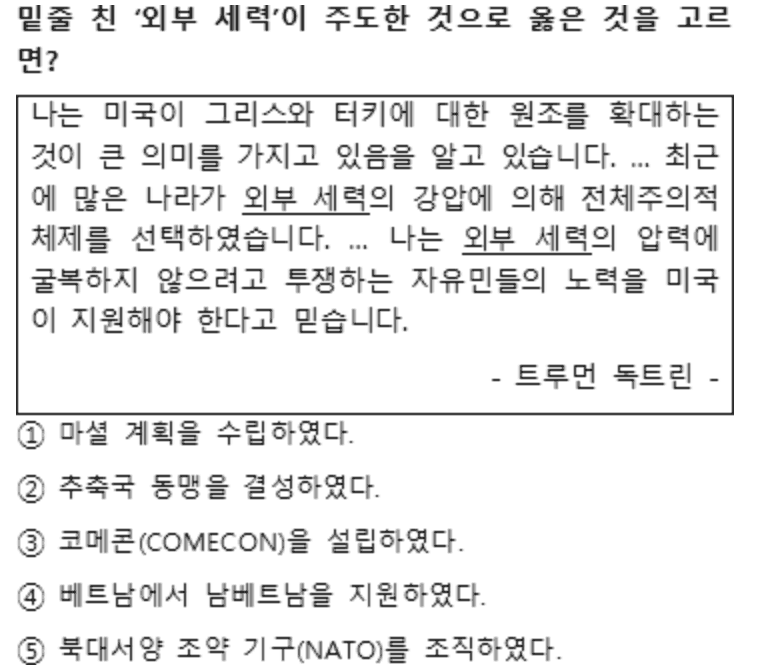 밑줄 친 ‘외부 세력’이 주도한 것으로 옳은 것을 고르
면?
나는 미국이 그리스와 터키에 대한 원조를 확대하는
것이 큰 의미를 가지고 있음을 알고 있습니다. ... 최근
에 많은 나라가 외부 세력의 강압에 의해 전체주의적
체제를 선택하였습니다. ... 나는 외부 세력의 압력에
굴복하지 않으려고 투쟁하는 자유민들의 노력을 미국
이 지원해야 한다고 믿습니다.
- 트루먼 독트린 -
① 마셜 계획을 수립하였다.
② 추축국 동맹을 결성하였다.
③ 코메콘(COMECON)을 설립하였다.
④ 베트남에서 남베트남을 지원하였다.
⑤ 북대서양 조약 기구(NATO)를 조직하였다.